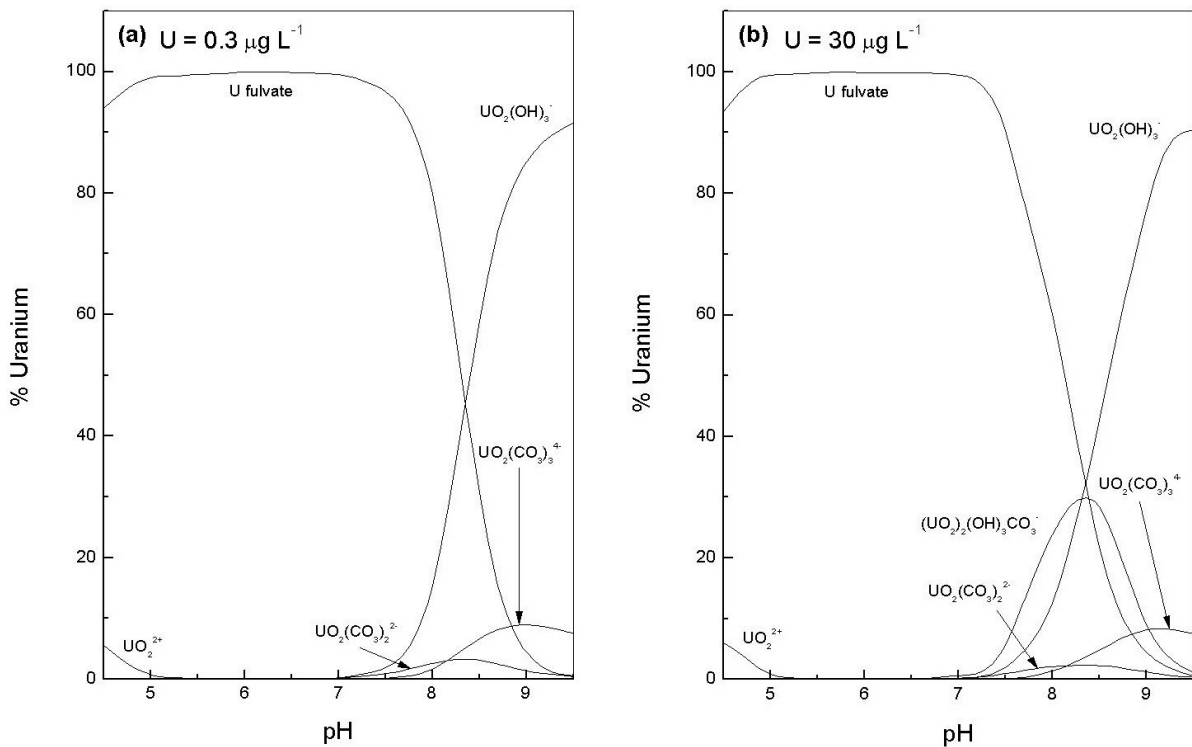 (a) U = 0.3 µg L⁻¹
100
80
60
40
20
0
% Uranium
U fulvate
UO₂(OH)₃⁻
UO₂(CO₃)₃⁴⁻
UO₂(CO₃)₂²⁻
UO₂²⁺
5 6 7 8 9
pH
(b) U = 30 µg L⁻¹
100
80
60
40
20
0
% Uranium
U fulvate
UO₂(OH)₃⁻
UO₂(CO₃)₃⁴⁻
(UO₂)₂(OH)₃CO₃⁻
UO₂(CO₃)₂²⁻
UO₂²⁺
5 6 7 8 9
pH